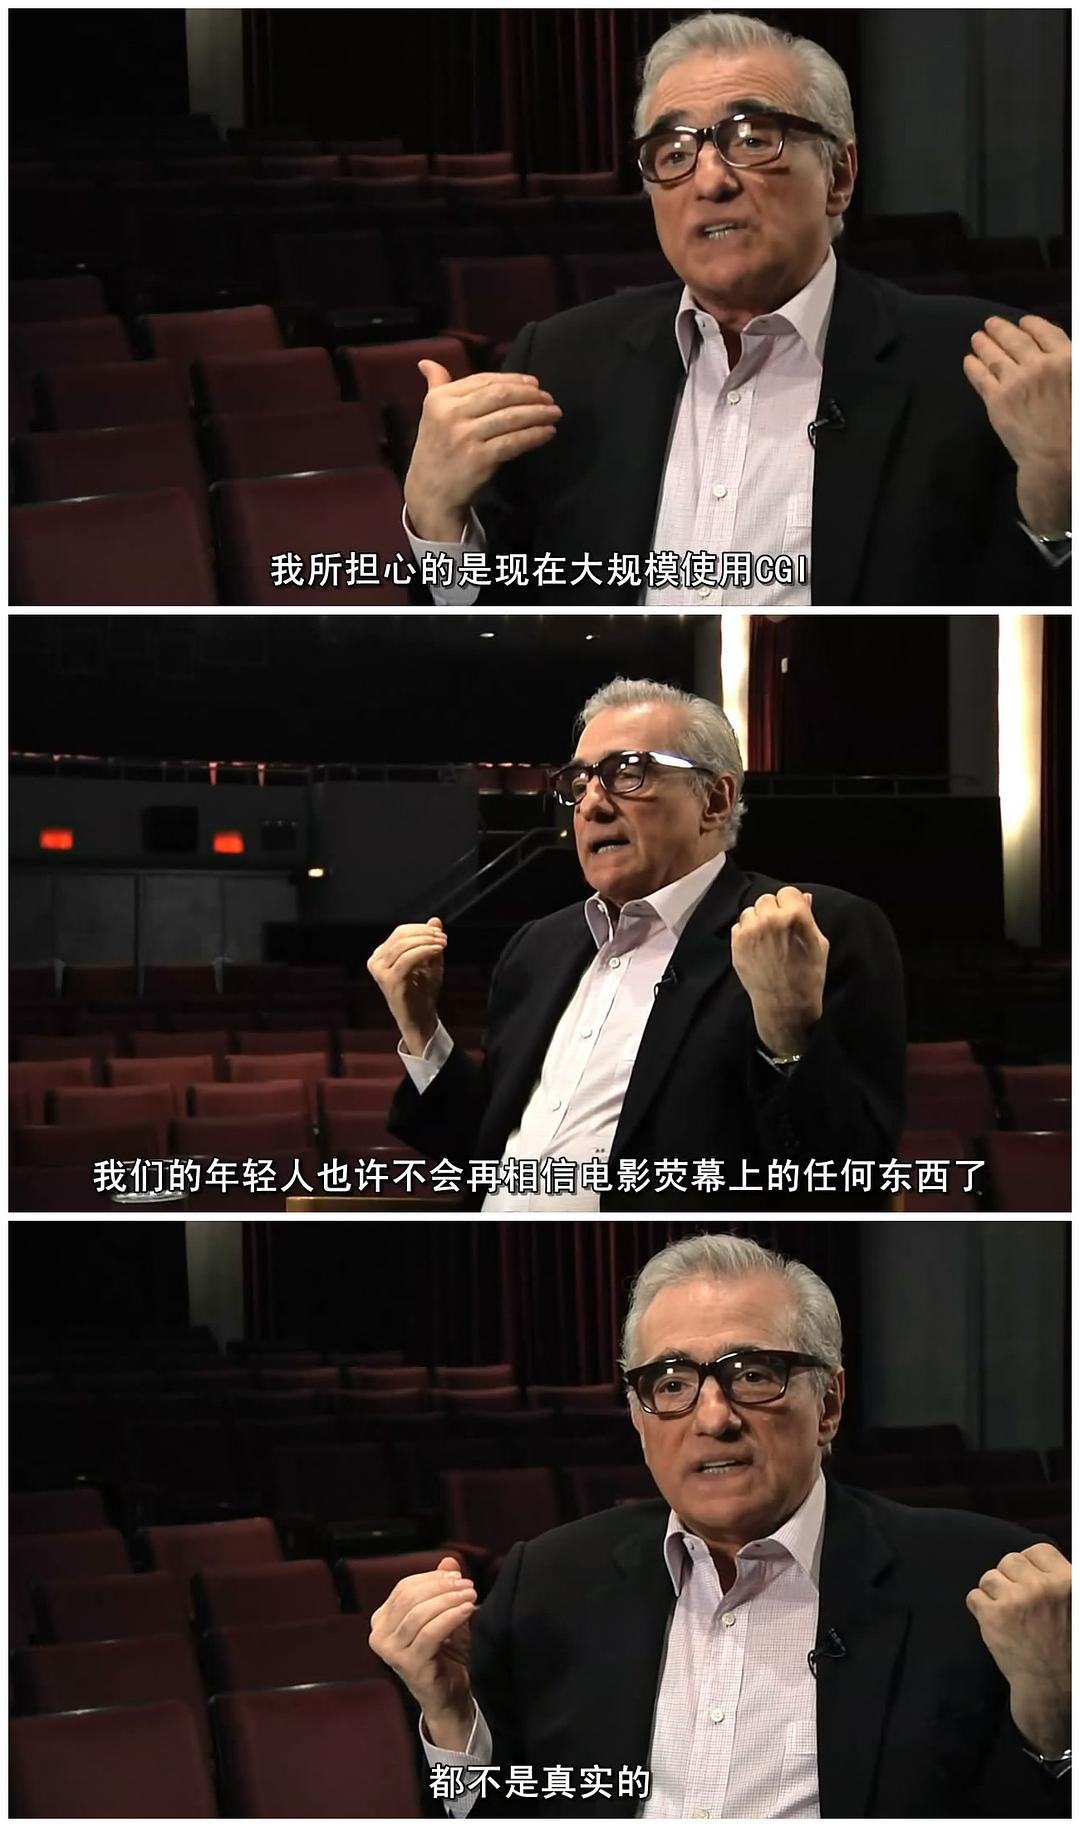 我所担心的是现在大规模使用CGI
我们的年轻人也许不会再相信电影荧幕上的任何东西了
都不是真实的